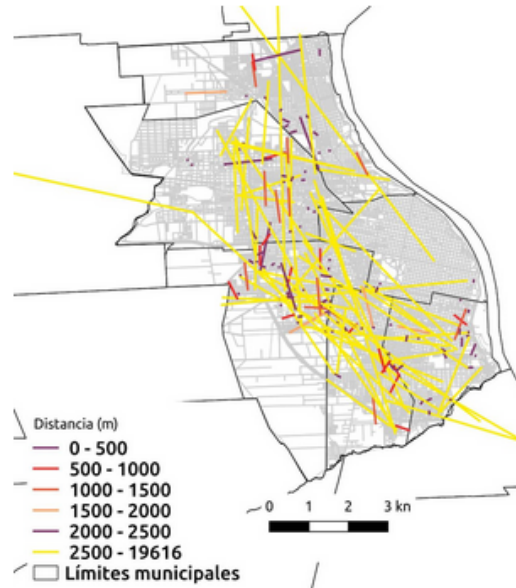 Distancia (m)
0 - 500
500 - 1000
1000 - 1500
1500 - 2000
2000 - 2500
2500 - 19616
Límites municipales
0 1 2 3 kn